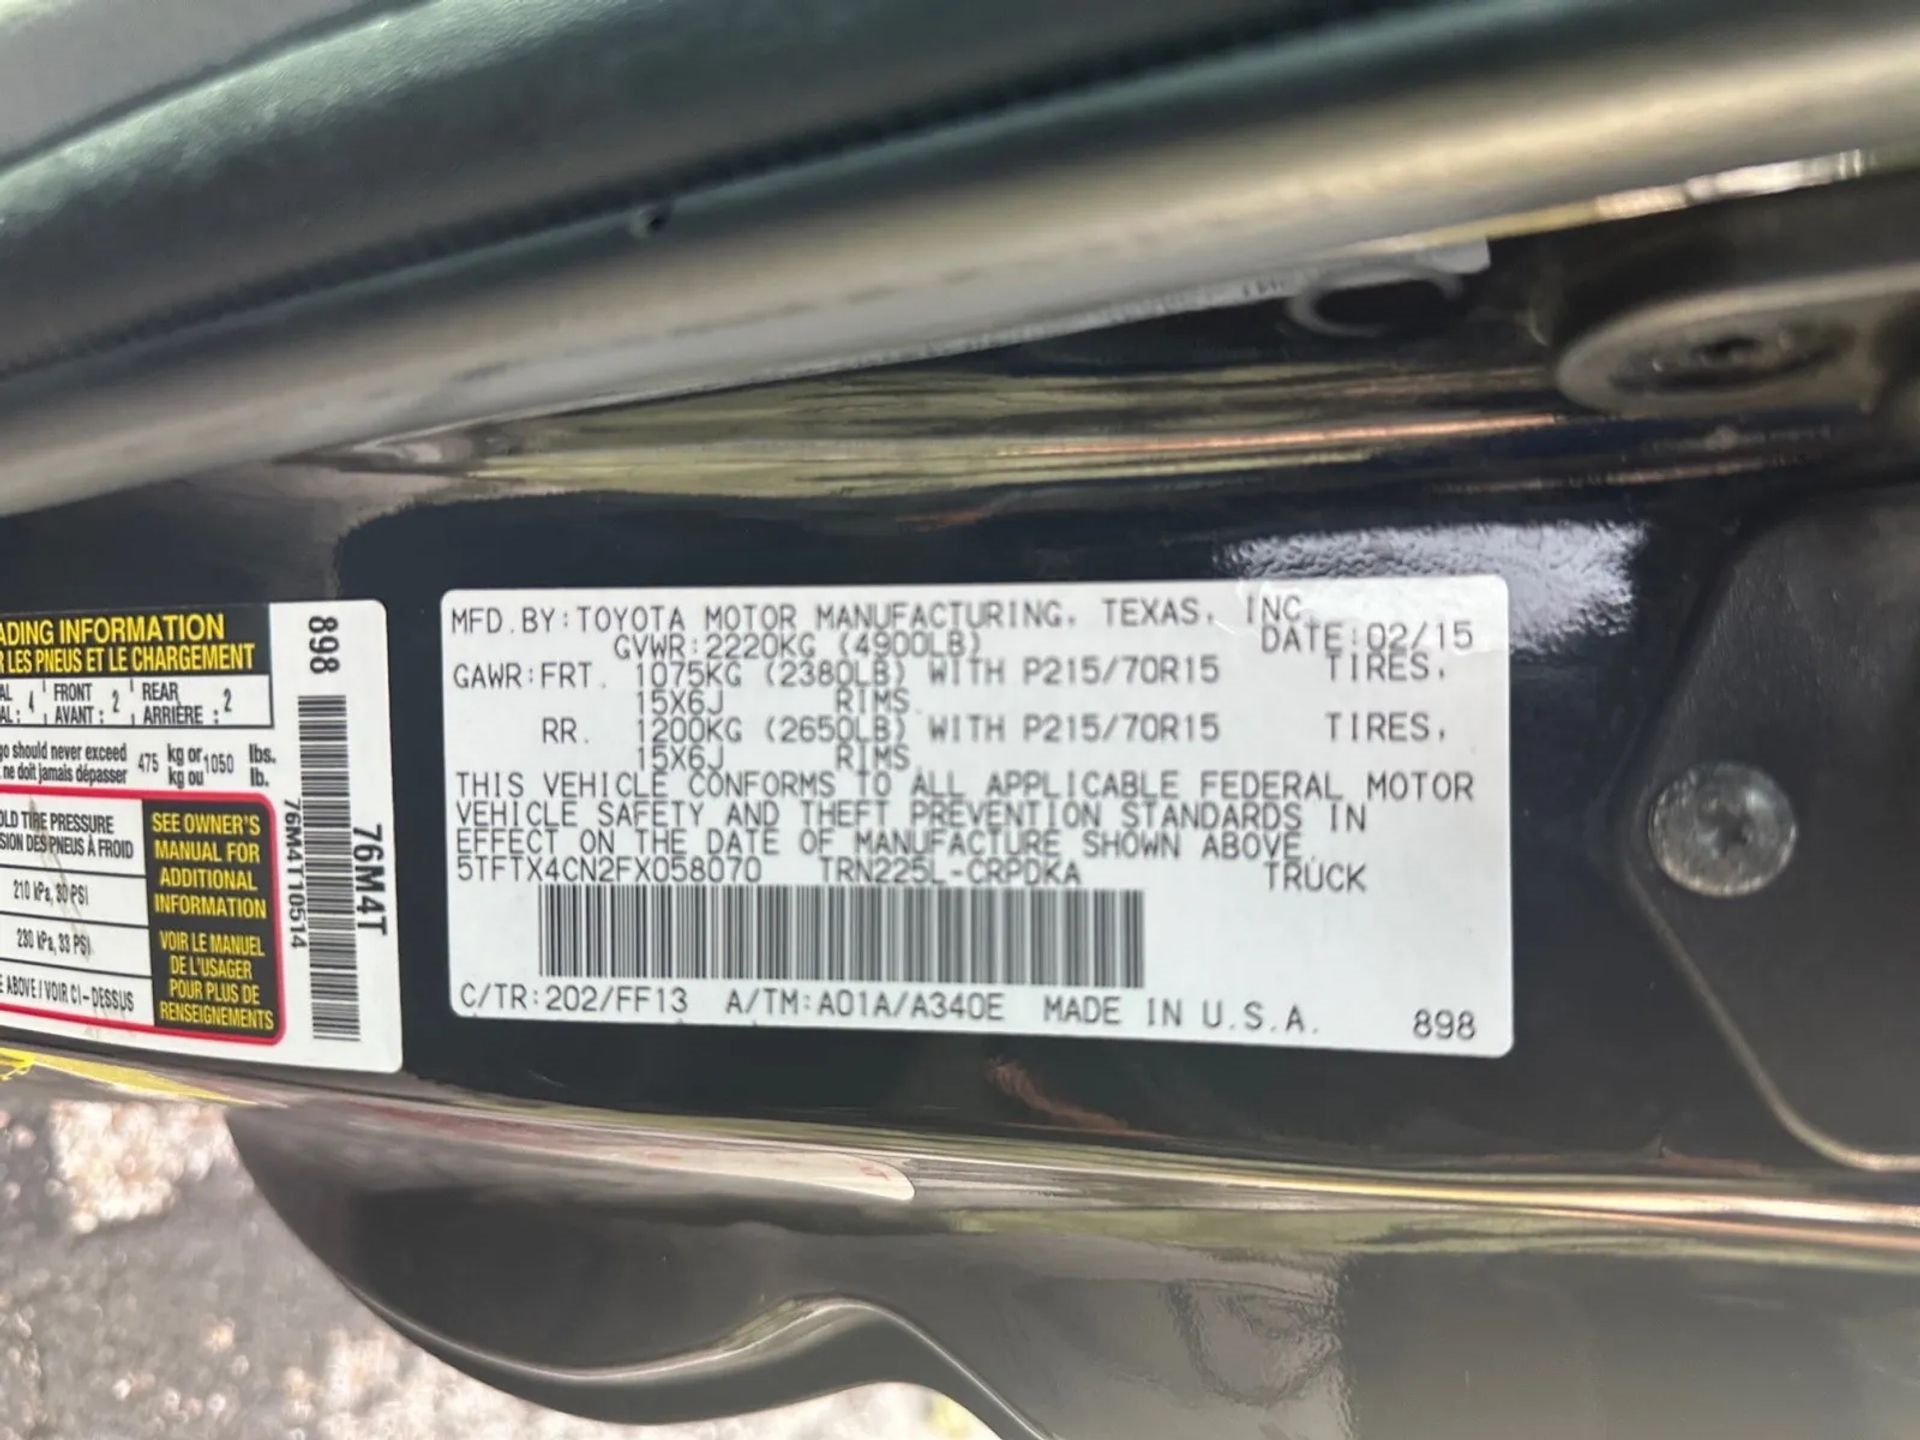 ADING INFORMATION
R LES PNEUS ET LE CHARGEMENT
AL: 4 FRONT 2 REAR 2
AL: AVANT: ARRIÈRE:
go should never exceed 475 kg or 1050 lbs.
ne doit jamais dépasser kg ou lb.
OLD TIRE PRESSURE
SION DES PNEUS À FROID
210 kPa, 30 PSI
230 kPa, 33 PSI
E ABOVE / VOIR CI-DESSUS
SEE OWNER'S
MANUAL FOR
ADDITIONAL
INFORMATION
VOIR LE MANUEL
DE L'USAGER
POUR PLUS DE
RENSEIGNEMENTS
898
76M4T10514
76M4T
MFD.BY:TOYOTA MOTOR MANUFACTURING, TEXAS, INC.
GVWR:2220KG (4900LB) DATE:02/15
GAWR:FRT. 1075KG (2380LB) WITH P215/70R15 TIRES,
15X6J RIMS
RR. 1200KG (2650LB) WITH P215/70R15 TIRES,
15X6J RIMS
THIS VEHICLE CONFORMS TO ALL APPLICABLE FEDERAL MOTOR
VEHICLE SAFETY AND THEFT PREVENTION STANDARDS IN
EFFECT ON THE DATE OF MANUFACTURE SHOWN ABOVE.
5TFTX4CN2FX058070 TRN225L-CRPDKA TRUCK
C/TR:202/FF13 A/TM:A01A/A340E MADE IN U.S.A. 898